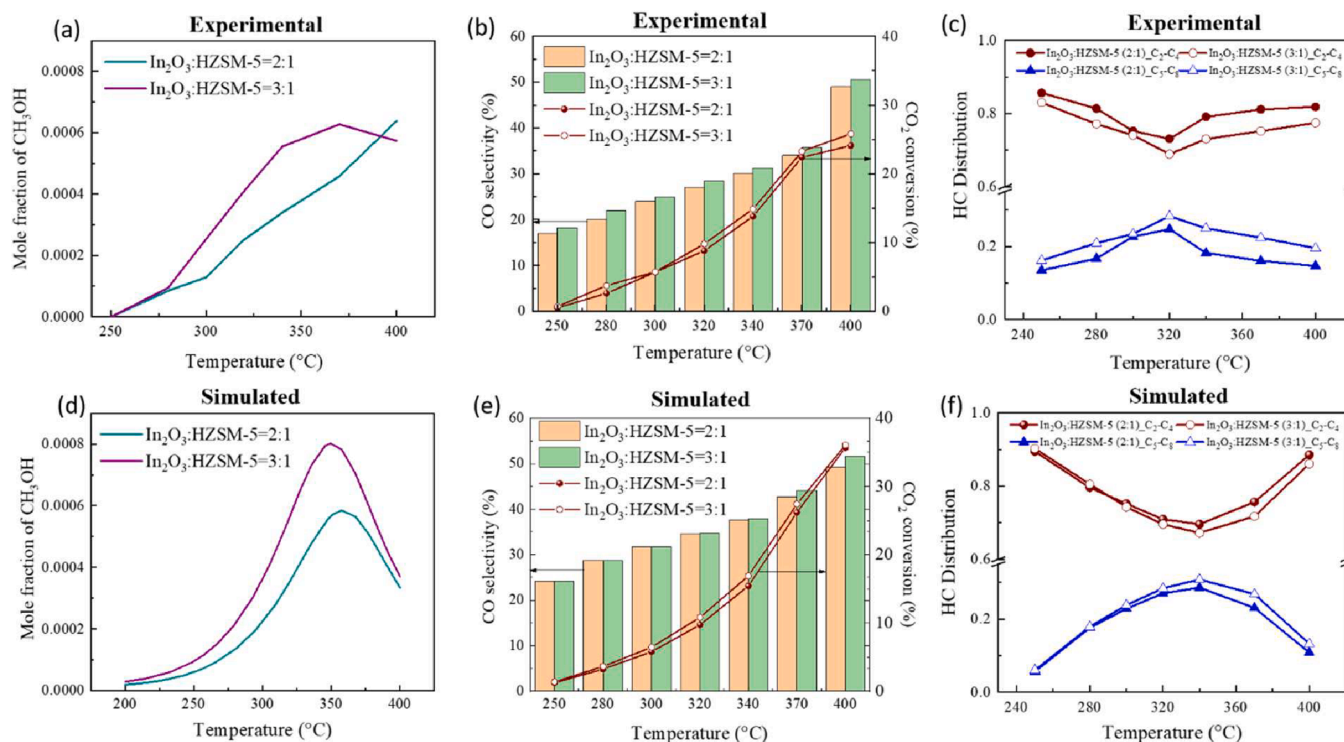 (a)
Experimental
In₂O₃:HZSM-5=2:1
In₂O₃:HZSM-5=3:1
Mole fraction of CH₃OH
0.0008
0.0006
0.0004
0.0002
0.0000
250
300
350
400
Temperature (°C)
(b)
Experimental
In₂O₃:HZSM-5=2:1
In₂O₃:HZSM-5=3:1
In₂O₃:HZSM-5=2:1
In₂O₃:HZSM-5=3:1
CO selectivity (%)
60
55
50
45
40
35
30
25
20
15
10
5
0
CO₂ conversion (%)
40
30
20
10
0
250
280
300
320
340
370
400
Temperature (°C)
(c)
Experimental
In₂O₃:HZSM-5 (2:1)_C₂-C₄
In₂O₃:HZSM-5 (3:1)_C₂-C₄
In₂O₃:HZSM-5 (2:1)_C₅-C₈
In₂O₃:HZSM-5 (3:1)_C₅-C₈
HC Distribution
1.0
0.8
0.6
0.2
0.0
240
280
320
360
400
Temperature (°C)
(d)
Simulated
In₂O₃:HZSM-5=2:1
In₂O₃:HZSM-5=3:1
Mole fraction of CH₃OH
0.0008
0.0006
0.0004
0.0002
0.0000
200
250
300
350
400
Temperature (°C)
(e)
Simulated
In₂O₃:HZSM-5=2:1
In₂O₃:HZSM-5=3:1
In₂O₃:HZSM-5=2:1
In₂O₃:HZSM-5=3:1
CO selectivity (%)
60
55
50
45
40
35
30
25
20
15
10
5
0
CO₂ conversion (%)
40
30
20
10
0
250
280
300
320
340
370
400
Temperature (°C)
(f)
Simulated
In₂O₃:HZSM-5 (2:1)_C₂-C₄
In₂O₃:HZSM-5 (3:1)_C₂-C₄
In₂O₃:HZSM-5 (2:1)_C₅-C₈
In₂O₃:HZSM-5 (3:1)_C₅-C₈
HC Distribution
1.0
0.8
0.6
0.2
0.0
240
280
320
360
400
Temperature (°C)